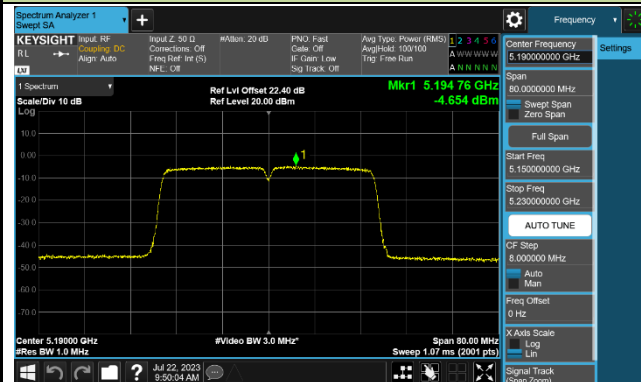 Spectrum Analyzer 1
Swept SA
Frequency
KEYSIGHT
RL
LXI
Input: RF
Coupling: DC
Align: Auto
Input Z: 50 Ω
Corrections: Off
Freq Ref: Int (S)
NFE: Off
#Atten: 20 dB
PNO: Fast
Gate: Off
IF Gain: Low
Sig Track: Off
Avg Type: Power (RMS)
Avg|Hold: 100/100
Trig: Free Run
1 2 3 4 5 6
A W W W W W
A N N N N N
1 Spectrum
Scale/Div 10 dB
Log
Ref Lvl Offset 22.40 dB
Ref Level 20.00 dBm
Mkr1 5.194 76 GHz
-4.654 dBm
1
10.0
0.00
-10.0
-20.0
-30.0
-40.0
-50.0
-60.0
-70.0
Center 5.19000 GHz
#Res BW 1.0 MHz
#Video BW 3.0 MHz*
Span 80.00 MHz
Sweep 1.07 ms (2001 pts)
Jul 22, 2023
9:50:04 AM
Center Frequency
5.190000000 GHz
Settings
Span
80.0000000 MHz
Swept Span
Zero Span
Full Span
Start Freq
5.150000000 GHz
Stop Freq
5.230000000 GHz
AUTO TUNE
CF Step
8.000000 MHz
Auto
Man
Freq Offset
0 Hz
X Axis Scale
Log
Lin
Signal Track
(Span Zoom)